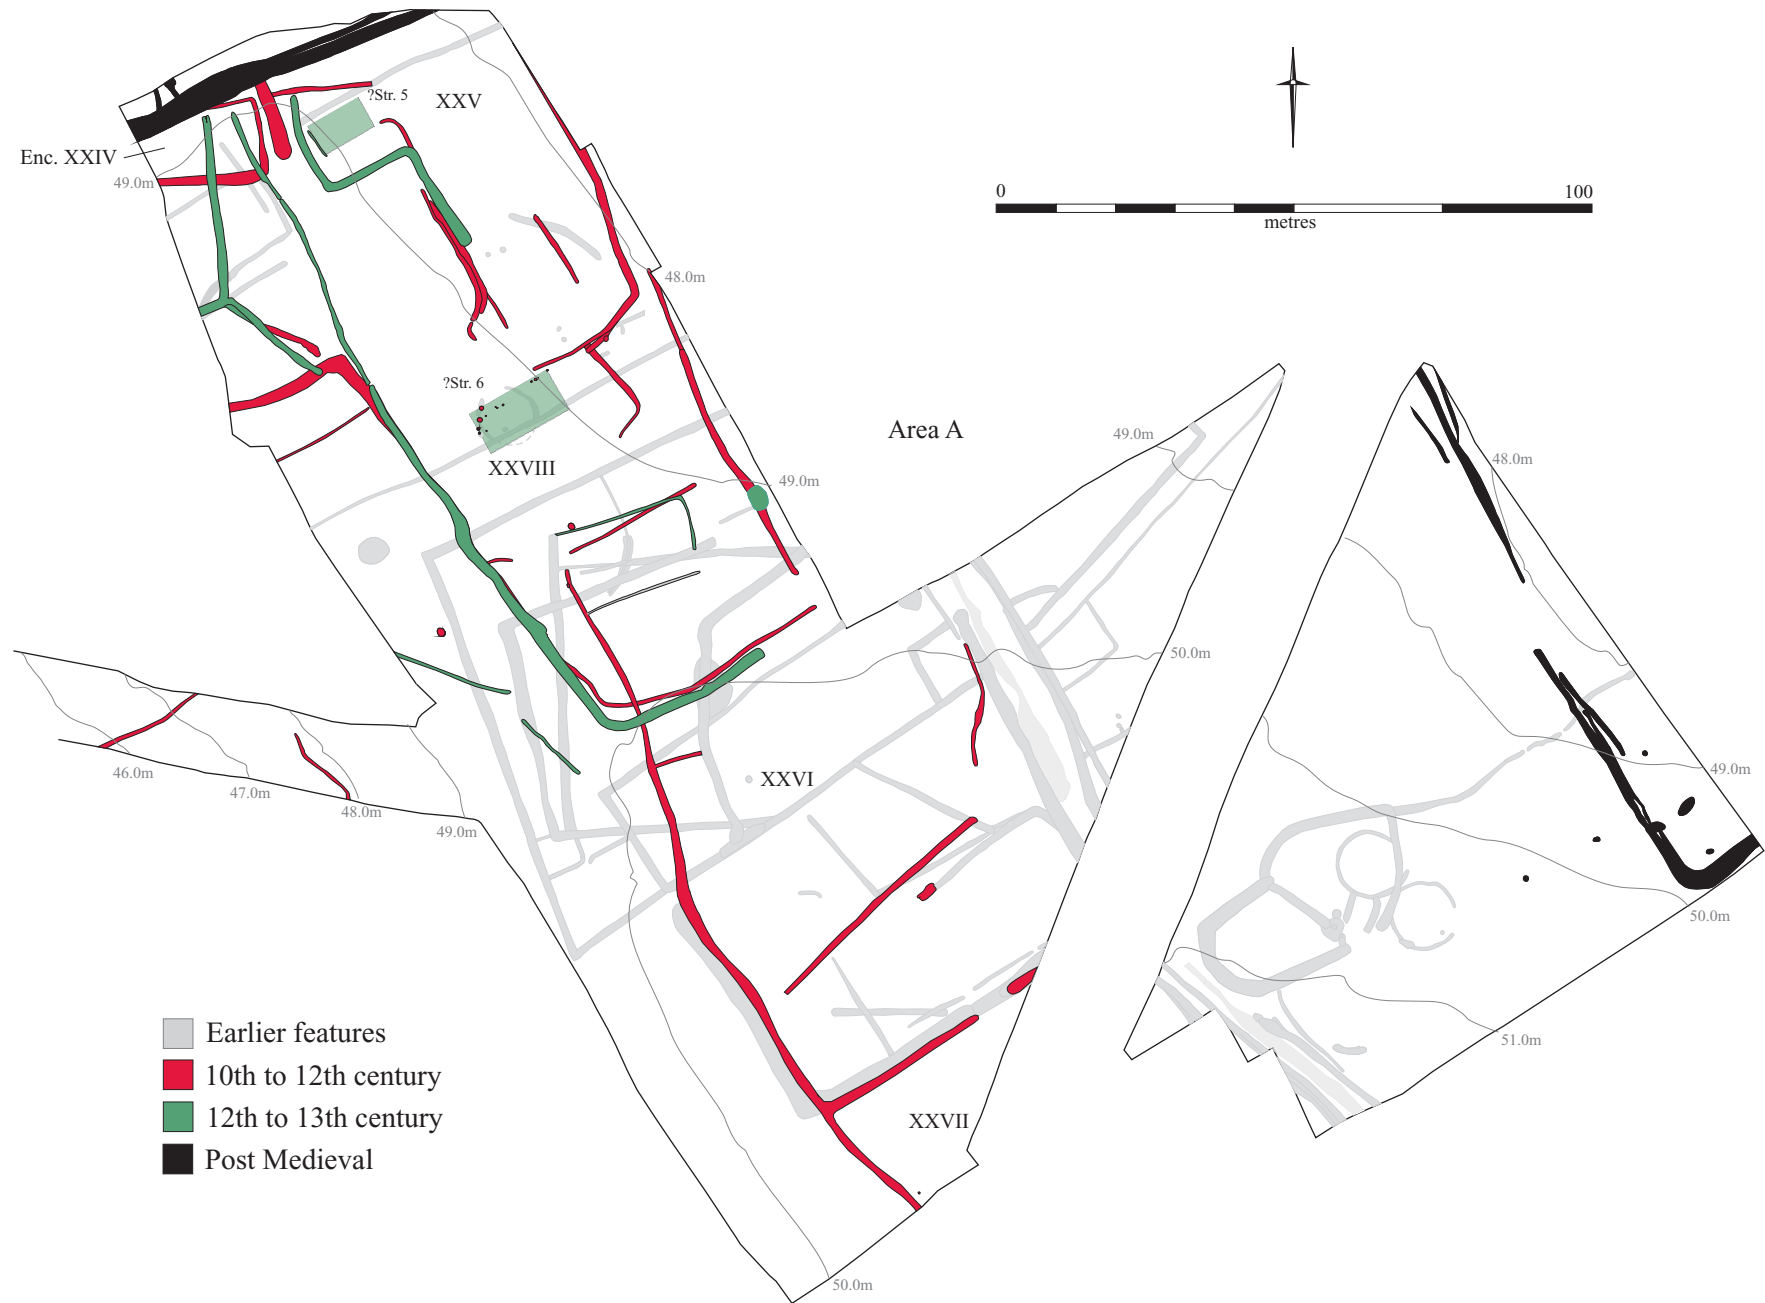 ?Str. 5
XXV
Enc. XXIV
49.0m
0
100
metres
48.0m
?Str. 6
XXVIII
Area A
49.0m
49.0m
48.0m
50.0m
46.0m
47.0m
48.0m
49.0m
XXVI
49.0m
50.0m
51.0m
Earlier features
10th to 12th century
12th to 13th century
Post Medieval
XXVII
50.0m